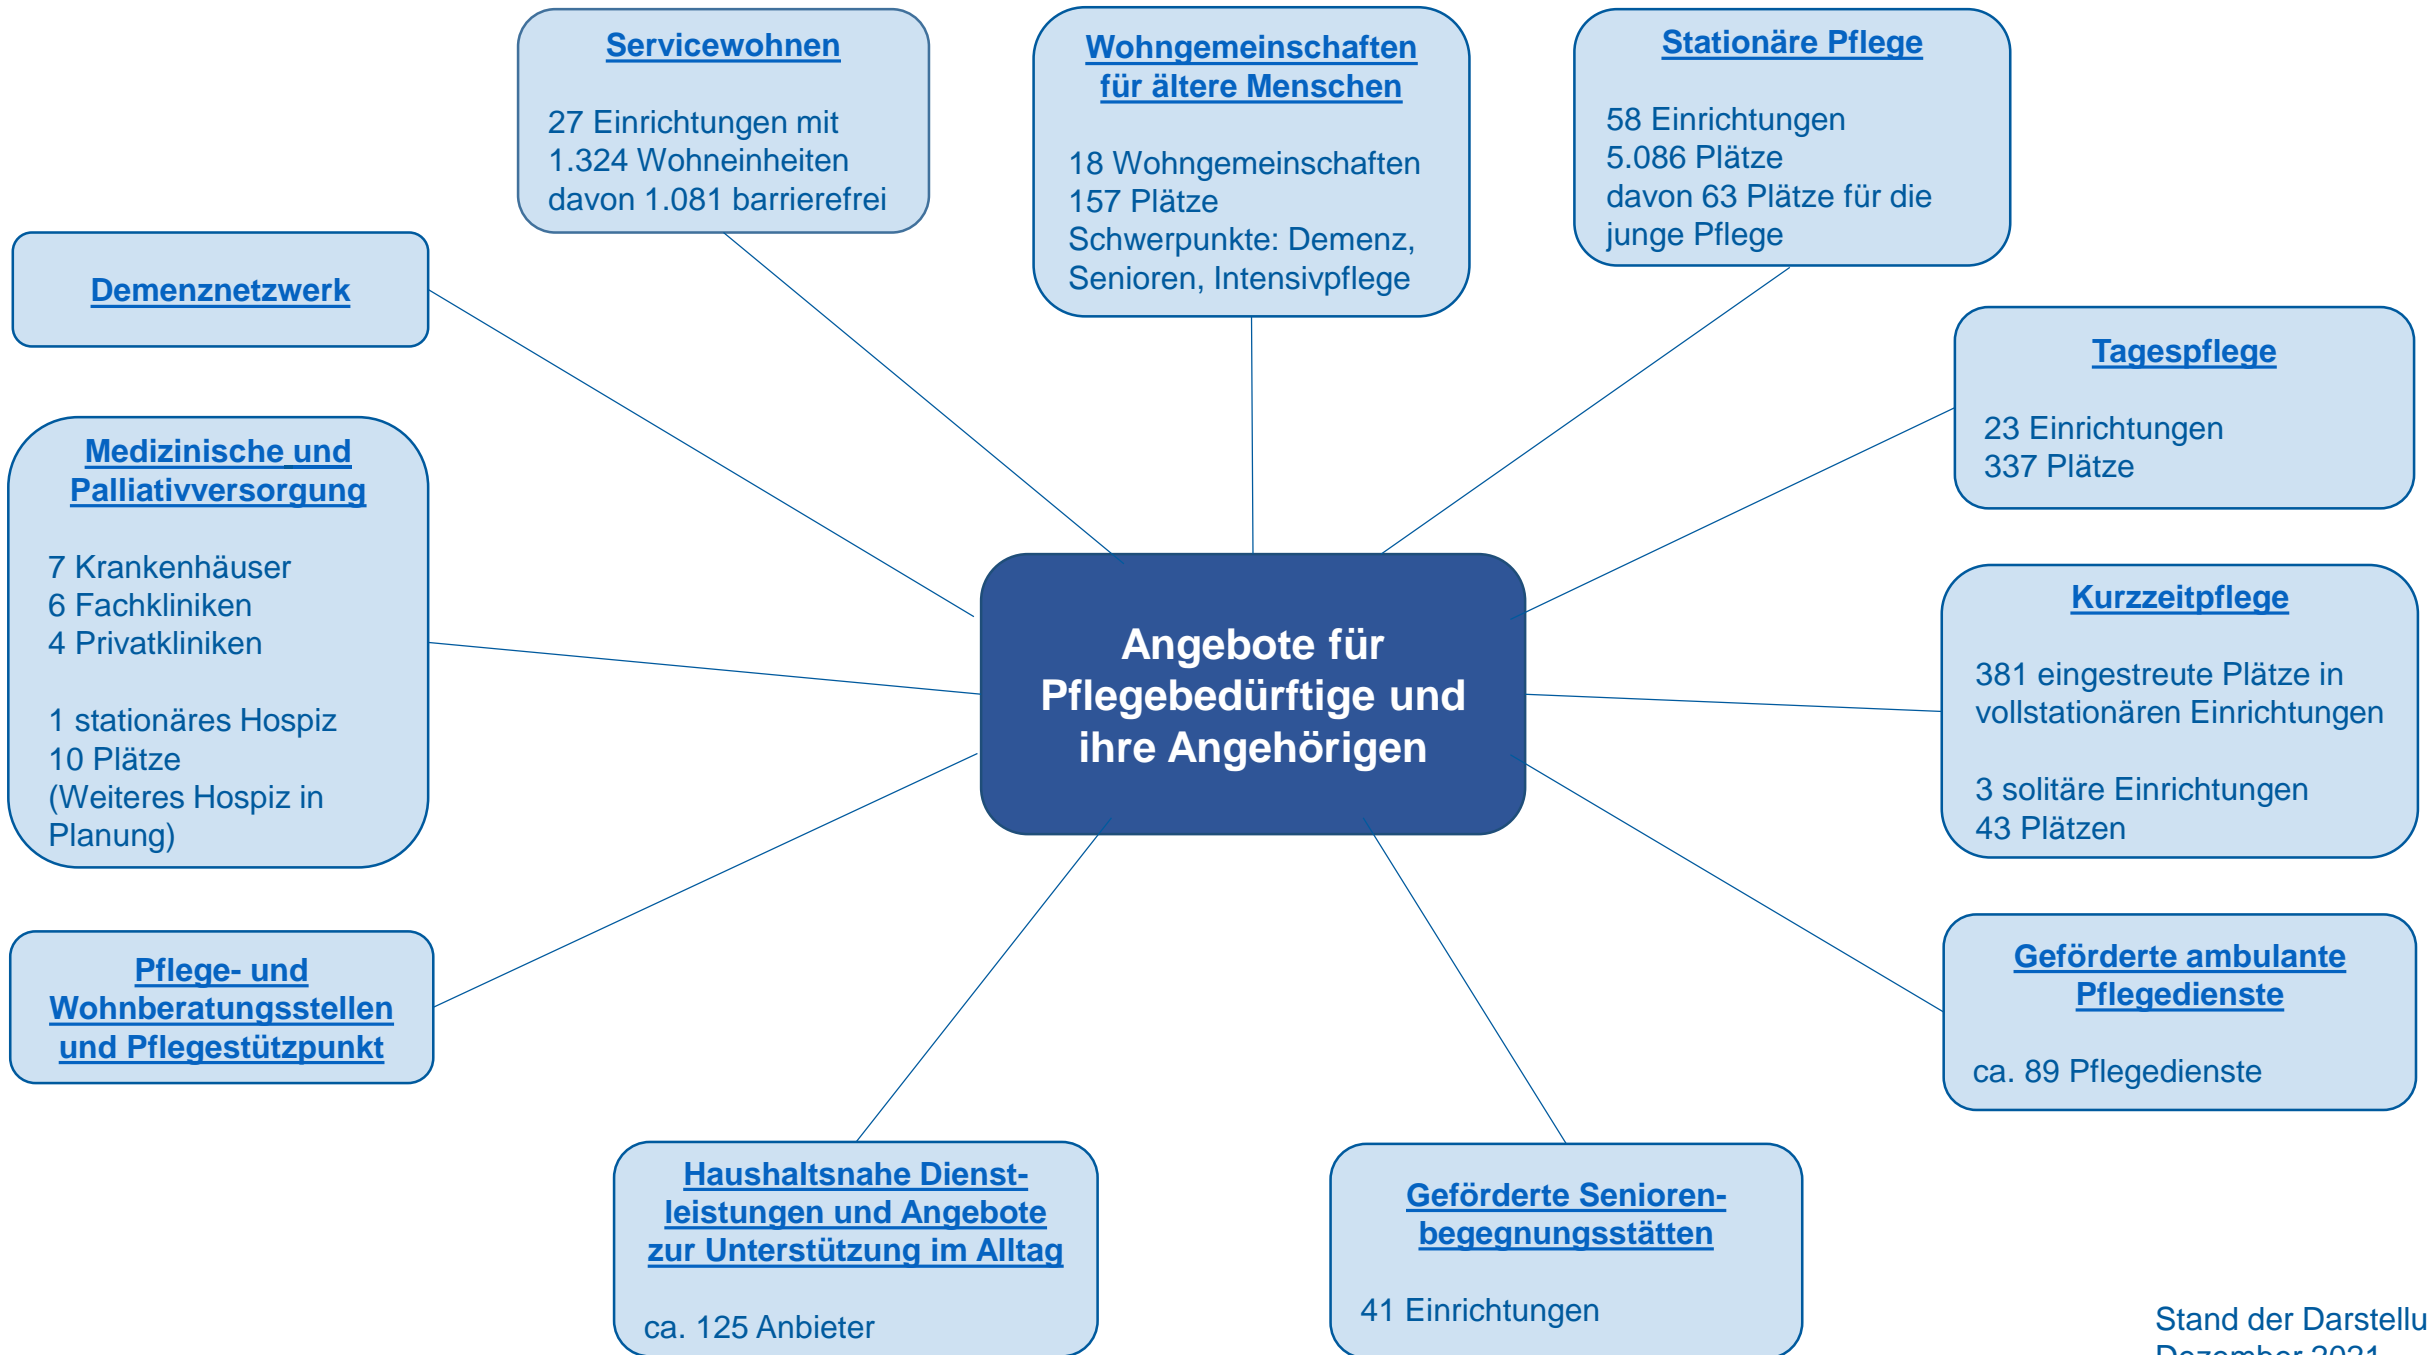 Servicewohnen
27 Einrichtungen mit
1.324 Wohneinheiten
davon 1.081 barrierefrei
Wohngemeinschaften
für ältere Menschen
18 Wohngemeinschaften
157 Plätze
Schwerpunkte: Demenz,
Senioren, Intensivpflege
Stationäre Pflege
58 Einrichtungen
5.086 Plätze
davon 63 Plätze für die
junge Pflege
Demenznetzwerk
Tagespflege
23 Einrichtungen
337 Plätze
Medizinische und
Palliativversorgung
7 Krankenhäuser
6 Fachkliniken
4 Privatkliniken
1 stationäres Hospiz
10 Plätze
(Weiteres Hospiz in
Planung)
Angebote für
Pflegebedürftige und
ihre Angehörigen
Kurzzeitpflege
381 eingestreute Plätze in
vollstationären Einrichtungen
3 solitäre Einrichtungen
43 Plätzen
Pflege- und
Wohnberatungsstellen
und Pflegestützpunkt
Geförderte ambulante
Pflegedienste
ca. 89 Pflegedienste
Haushaltsnahe Dienst-
leistungen und Angebote
zur Unterstützung im Alltag
ca. 125 Anbieter
Geförderte Senioren-
begegnungsstätten
41 Einrichtungen
Stand der Darstellu
Dezember 2021